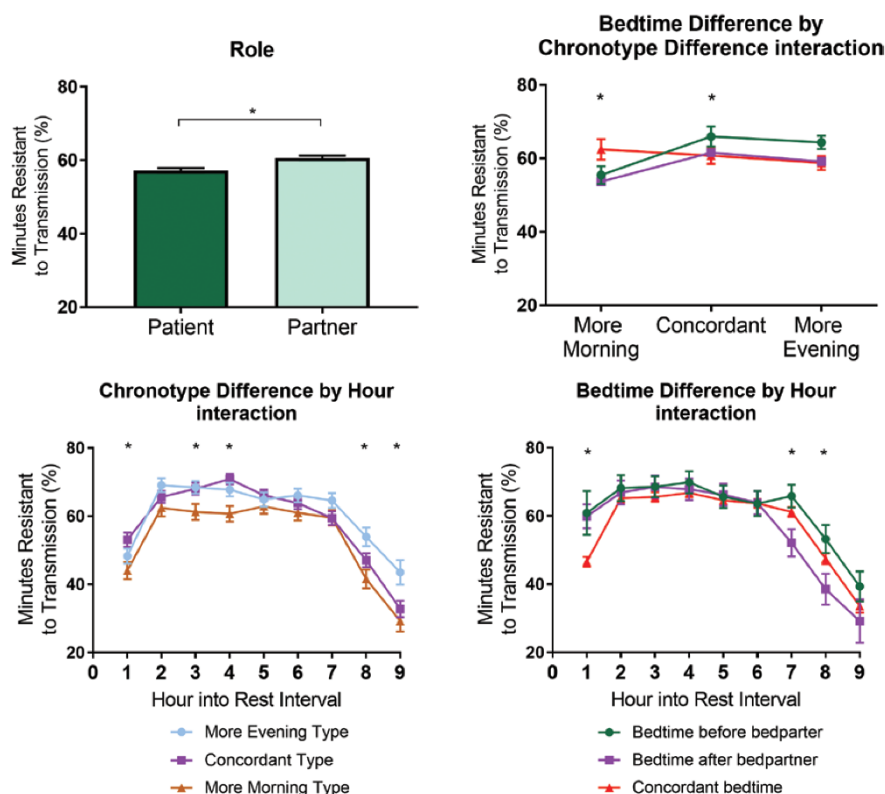 Role
Minutes Resistant
to Transmission (%)
80
60
40
20
*
Patient
Partner
Bedtime Difference by
Chronotype Difference interaction
Minutes Resistant
to Transmission (%)
80
60
40
20
*
*
More
Morning
Concordant
More
Evening
Chronotype Difference by Hour
interaction
Minutes Resistant
to Transmission (%)
80
60
40
20
* * * * *
0 1 2 3 4 5 6 7 8 9
Hour into Rest Interval
More Evening Type
Concordant Type
More Morning Type
Bedtime Difference by Hour
interaction
Minutes Resistant
to Transmission (%)
80
60
40
20
* * *
0 1 2 3 4 5 6 7 8 9
Hour into Rest Interval
Bedtime before bedparter
Bedtime after bedpartner
Concordant bedtime